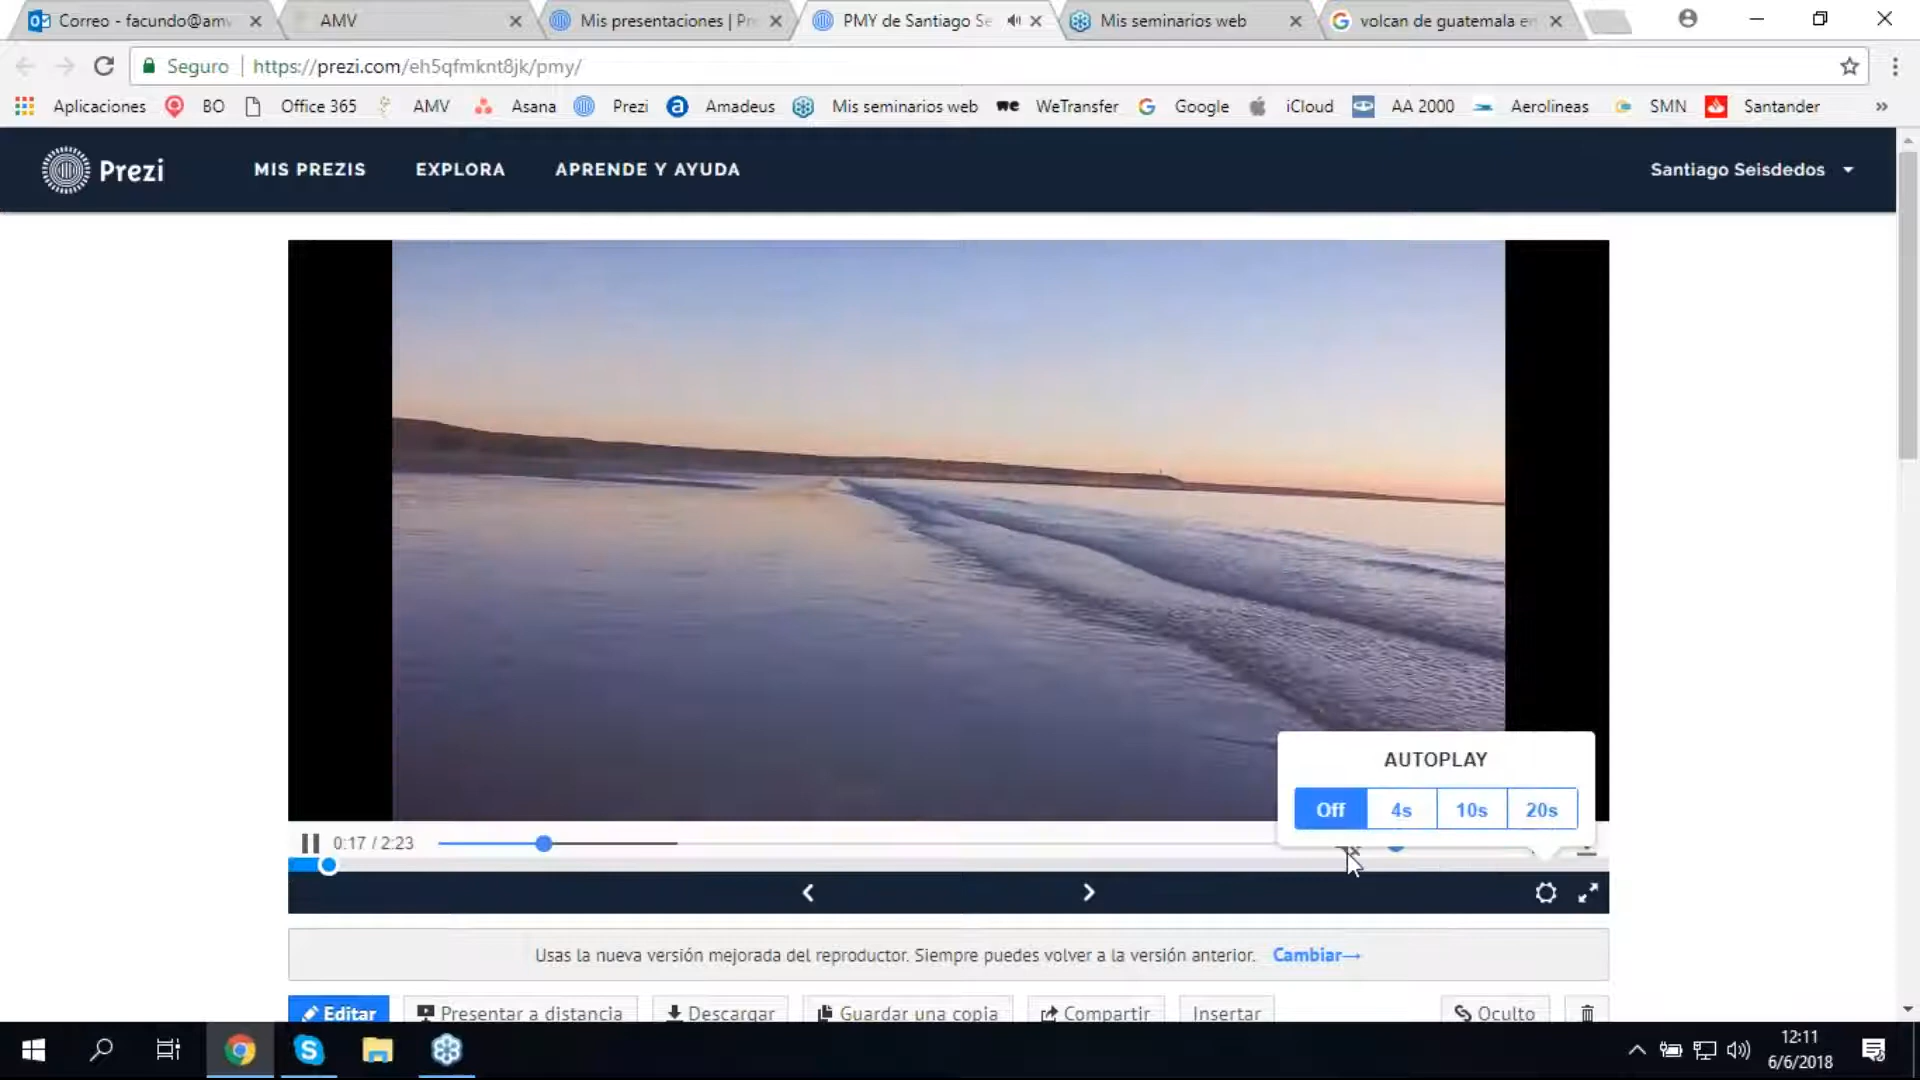 Correo - facundo@amv
AMV
Mis presentaciones | Pr
PMY de Santiago Se
Mis seminarios web
volcan de guatemala en
Seguro
https://prezi.com/eh5qfmknt8jk/pmy/
Aplicaciones BO Office 365 AMV Asana Prezi Amadeus Mis seminarios web WeTransfer Google iCloud AA 2000 Aerolineas SMN Santander »
Prezi MIS PREZIS EXPLORA APRENDE Y AYUDA Santiago Seisdedos
AUTOPLAY
Off 4s 10s 20s
0:17 / 2:23
Usas la nueva versión mejorada del reproductor. Siempre puedes volver a la versión anterior. Cambiar→
Editar Presentar a distancia Descargar Guardar una copia Compartir Insertar Oculto
12:11
6/6/2018